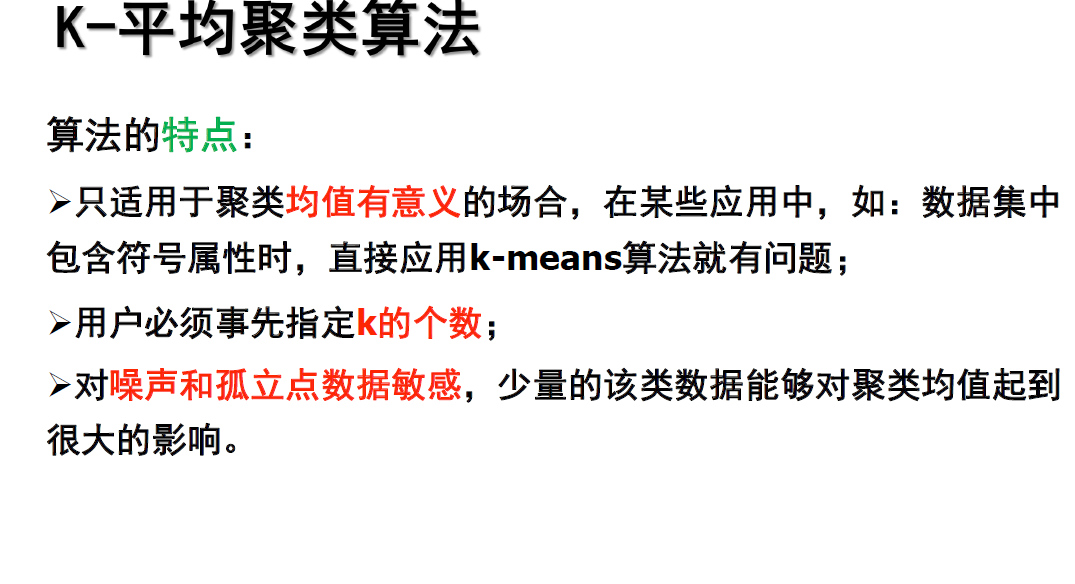 K-平均聚类算法
算法的特点：
➢只适用于聚类均值有意义的场合，在某些应用中，如：数据集中
包含符号属性时，直接应用k-means算法就有问题；
➢用户必须事先指定k的个数；
➢对噪声和孤立点数据敏感，少量的该类数据能够对聚类均值起到
很大的影响。